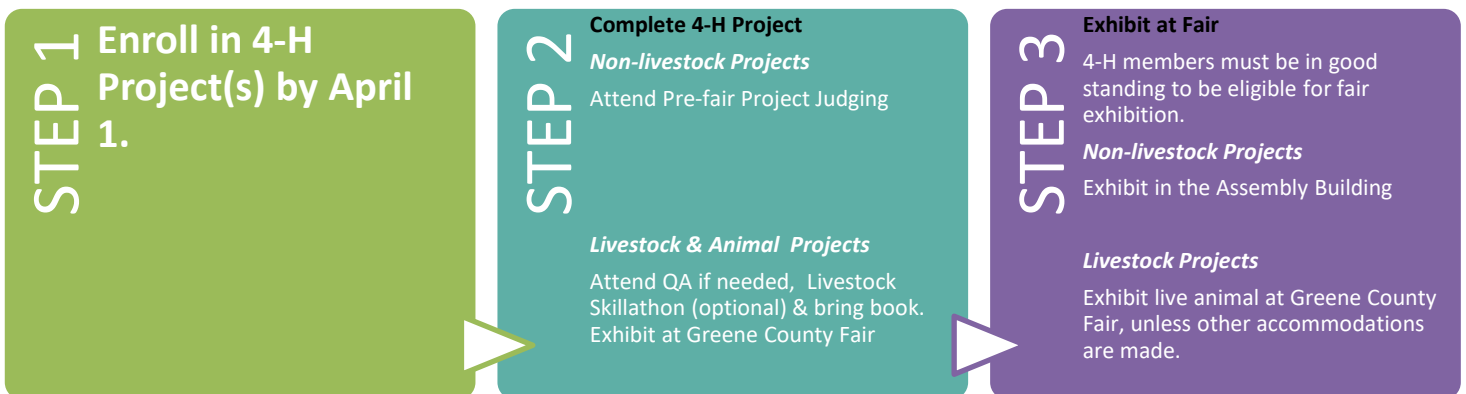 STEP 1
Enroll in 4-H
Project(s) by April
1.
STEP 2
Complete 4-H Project
Non-livestock Projects
Attend Pre-fair Project Judging
Livestock & Animal  Projects
Attend QA if needed,  Livestock
Skillathon (optional) & bring book.
Exhibit at Greene County Fair
STEP 3
Exhibit at Fair
4-H members must be in good
standing to be eligible for fair
exhibition.
Non-livestock Projects
Exhibit in the Assembly Building
Livestock Projects
Exhibit live animal at Greene County
Fair, unless other accommodations
are made.